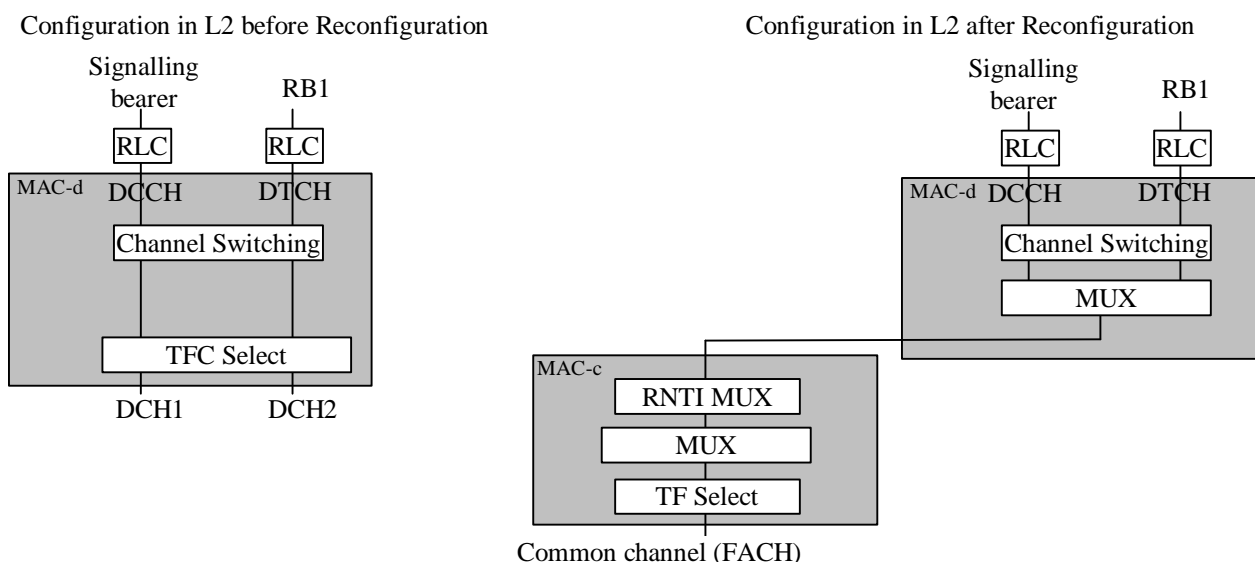 Configuration in L2 before Reconfiguration
Signalling
bearer
RB1
RLC
RLC
MAC-d
DCCH
DTCH
Channel Switching
TFC Select
DCH1
DCH2
Configuration in L2 after Reconfiguration
Signalling
bearer
RB1
RLC
RLC
MAC-d
DCCH
DTCH
Channel Switching
MUX
MAC-c
RNTI MUX
MUX
TF Select
Common channel (FACH)